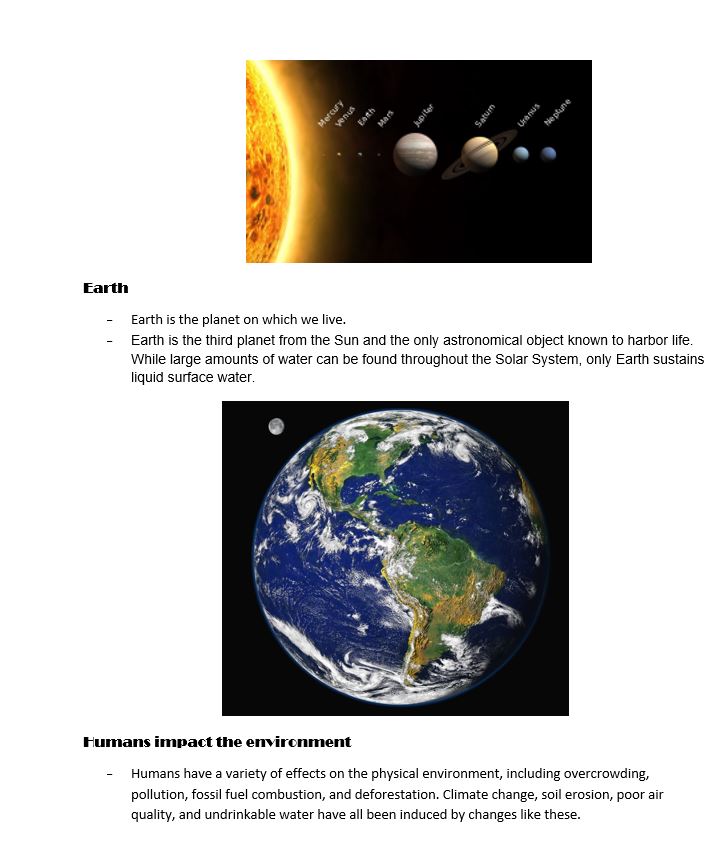 Mercury
Venus
Earth
Mars
Jupiter
Saturn
Uranus
Neptune
Earth
- Earth is the planet on which we live.
- Earth is the third planet from the Sun and the only astronomical object known to harbor life.
While large amounts of water can be found throughout the Solar System, only Earth sustains
liquid surface water.
Humans impact the environment
- Humans have a variety of effects on the physical environment, including overcrowding,
pollution, fossil fuel combustion, and deforestation. Climate change, soil erosion, poor air
quality, and undrinkable water have all been induced by changes like these.